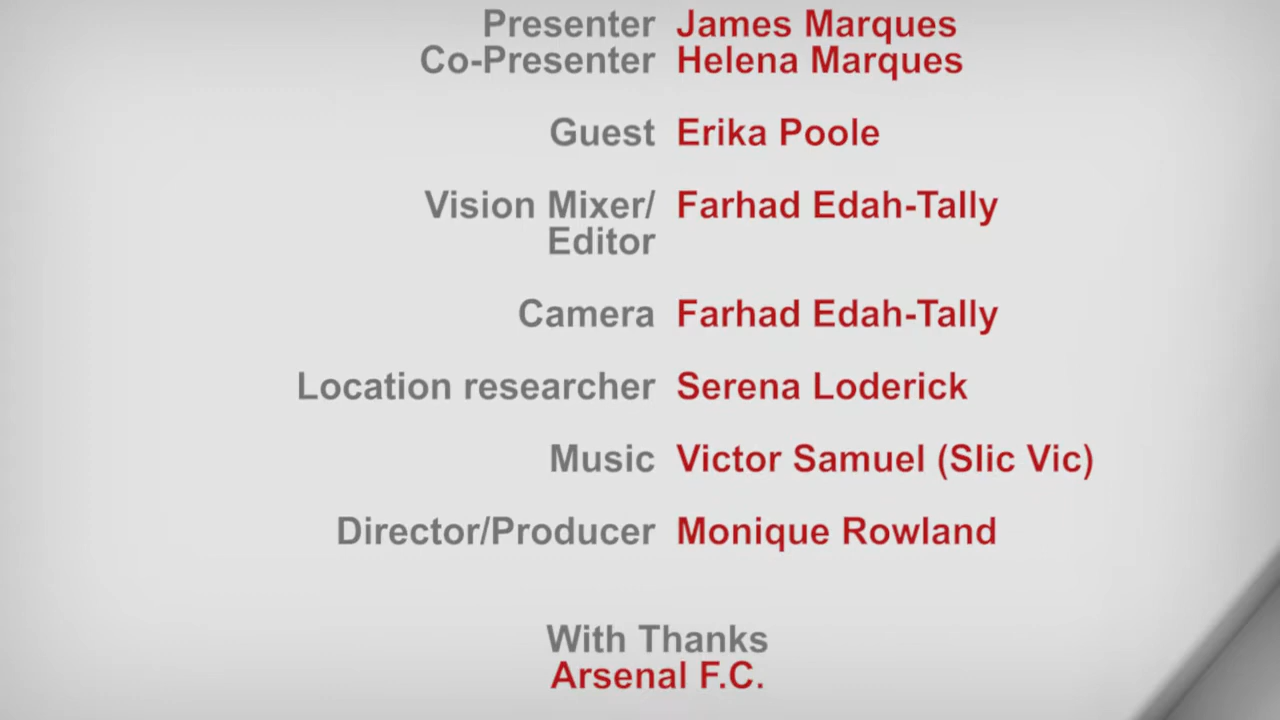 Presenter James Marques
Co-Presenter Helena Marques
Guest Erika Poole
Vision Mixer/ Farhad Edah-Tally
Editor
Camera Farhad Edah-Tally
Location researcher Serena Loderick
Music Victor Samuel (Slic Vic)
Director/Producer Monique Rowland
With Thanks
Arsenal F.C.